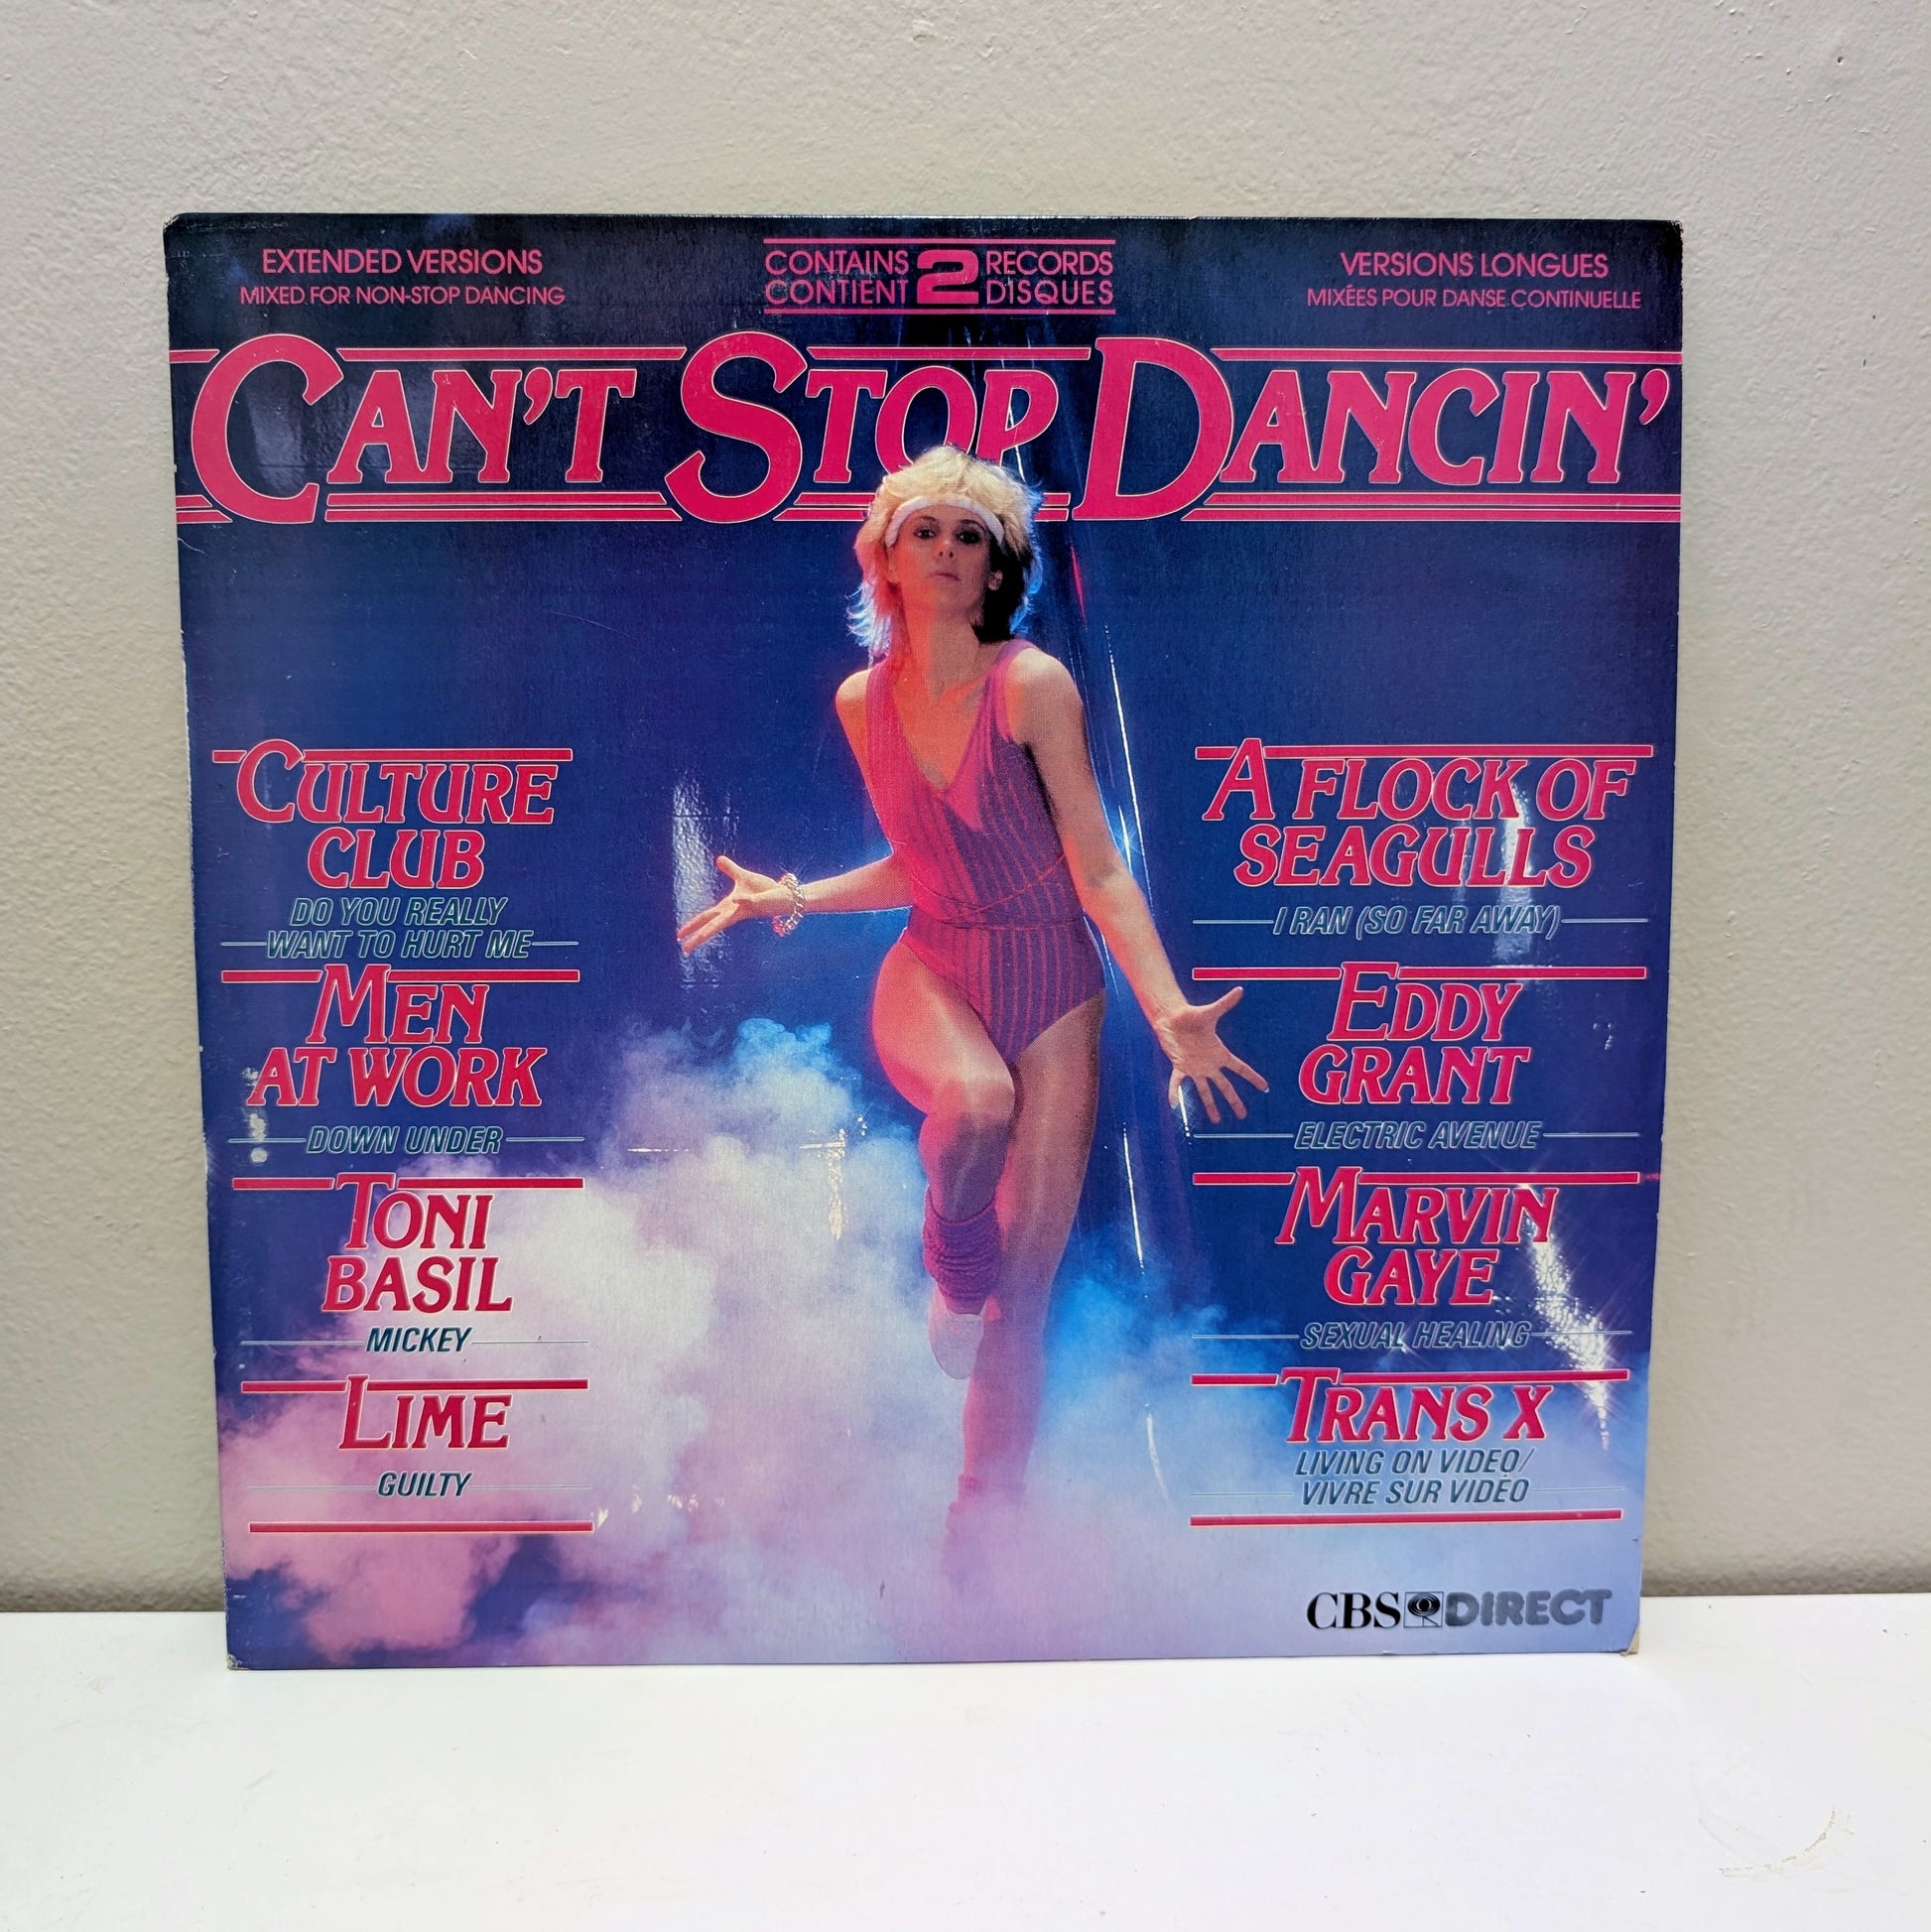 EXTENDED VERSIONS
MIXED FOR NON-STOP DANCING
CONTAINS 2 RECORDS
CONTIENT DISQUES
VERSIONS LONGUES
MIXÉES POUR DANSE CONTINUELLE
CAN'T STOP DANCIN'
CULTURE
CLUB
DO YOU REALLY
WANT TO HURT ME
MEN
AT WORK
DOWN UNDER
TONI
BASIL
MICKEY
LIME
GUILTY
A FLOCK OF
SEAGULLS
I RAN (SO FAR AWAY)
EDDY
GRANT
ELECTRIC AVENUE
MARVIN
GAYE
SEXUAL HEALING
TRANS X
LIVING ON VIDEO/
VIVRE SUR VIDÉO
CBS DIRECT